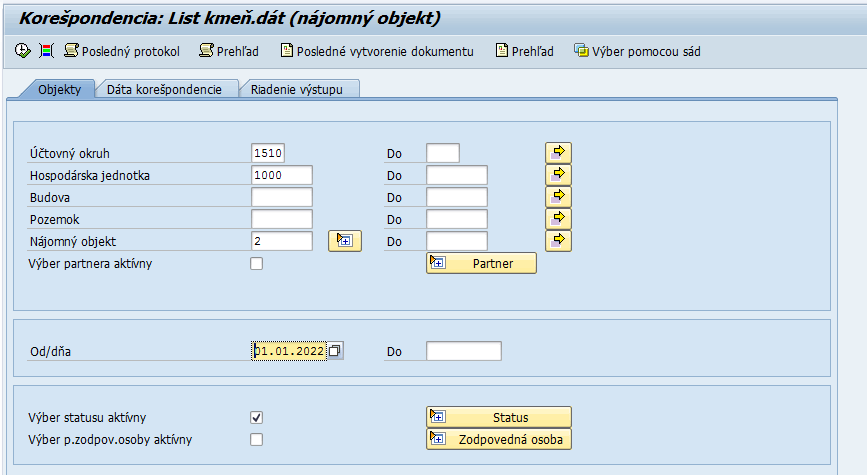 Korešpondencia: List kmeň.dát (nájomný objekt)
Posledný protokol Prehľad Posledné vytvorenie dokumentu Prehľad Výber pomocou sád
Objekty Dáta korešpondencie Riadenie výstupu
Účtovný okruh 1510 Do
Hospodárska jednotka 1000 Do
Budova Do
Pozemok Do
Nájomný objekt 2 Do
Výber partnera aktívny Partner
Od/dňa 01.01.2022 Do
Výber statusu aktívny Status
Výber p.zodpov.osoby aktívny Zodpovedná osoba